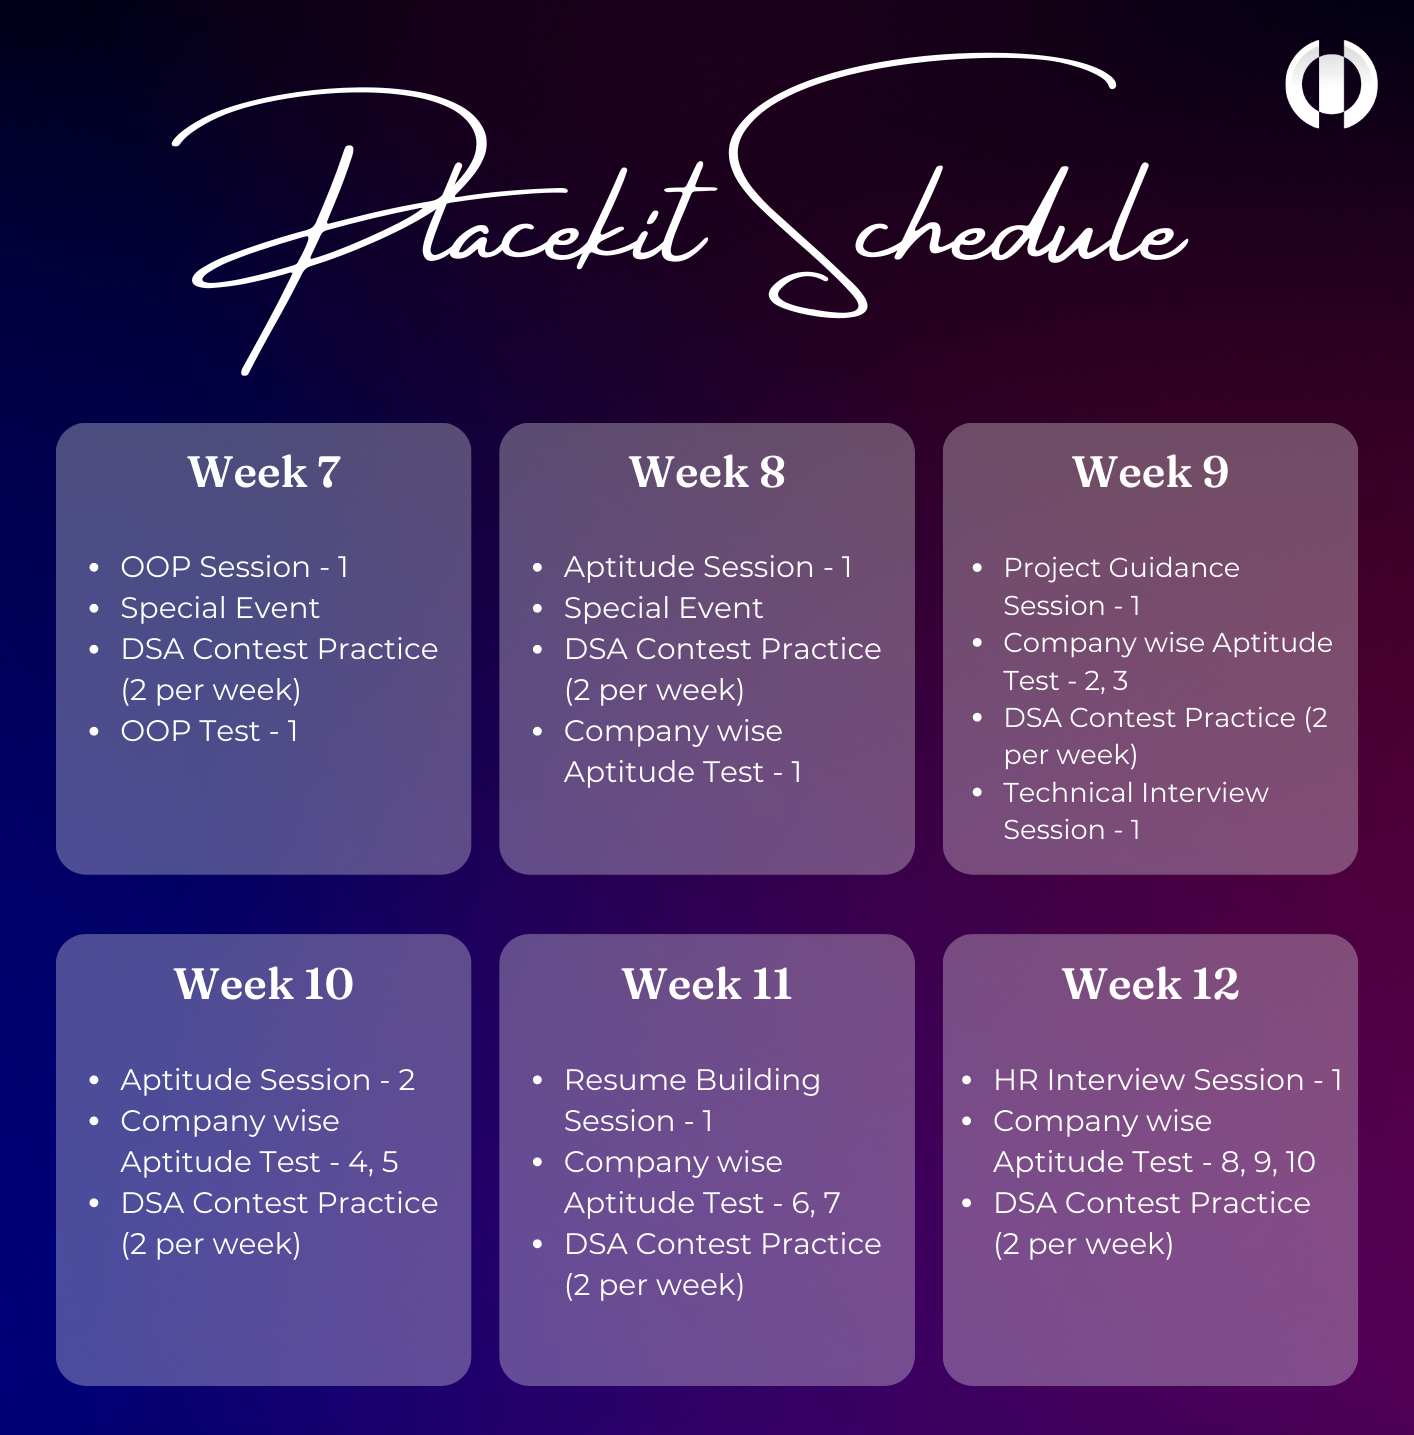 Placekit Schedule
Week 7
• OOP Session - 1
• Special Event
• DSA Contest Practice
(2 per week)
• OOP Test - 1
Week 8
• Aptitude Session - 1
• Special Event
• DSA Contest Practice
(2 per week)
• Company wise
Aptitude Test - 1
Week 9
• Project Guidance
Session - 1
• Company wise Aptitude
Test - 2, 3
• DSA Contest Practice (2
per week)
• Technical Interview
Session - 1
Week 10
• Aptitude Session - 2
• Company wise
Aptitude Test - 4, 5
• DSA Contest Practice
(2 per week)
Week 11
• Resume Building
Session - 1
• Company wise
Aptitude Test - 6, 7
• DSA Contest Practice
(2 per week)
Week 12
• HR Interview Session - 1
• Company wise
Aptitude Test - 8, 9, 10
• DSA Contest Practice
(2 per week)